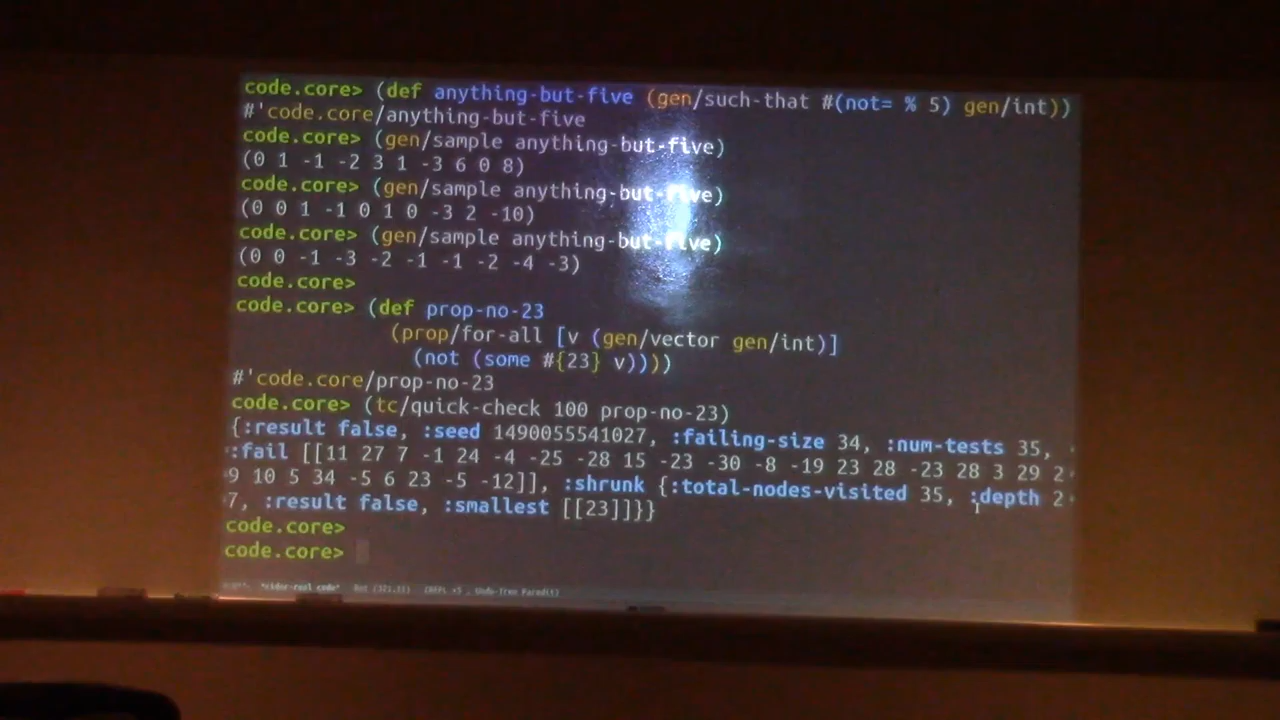 code.core> (def anything-but-five (gen/such-that #(not= % 5) gen/int))
#'code.core/anything-but-five
code.core> (gen/sample anything-but-five)
(0 1 -1 -2 3 1 -3 6 0 8)
code.core> (gen/sample anything-but-five)
(0 0 1 -1 0 1 0 -3 2 -10)
code.core> (gen/sample anything-but-five)
(0 0 -1 -3 -2 -1 -1 -2 -4 -3)
code.core>
code.core> (def prop-no-23
(prop/for-all [v (gen/vector gen/int)]
(not (some #{23} v))))
#'code.core/prop-no-23
code.core> (tc/quick-check 100 prop-no-23)
{:result false, :seed 1490055541027, :failing-size 34, :num-tests 35,
:fail [[11 27 7 -1 24 -4 -25 -28 15 -23 -30 -8 -19 23 28 -23 28 3 29 2
9 10 5 34 -5 6 23 -5 -12]], :shrunk {:total-nodes-visited 35, :depth 2
7, :result false, :smallest [[23]]}}
code.core>
code.core>